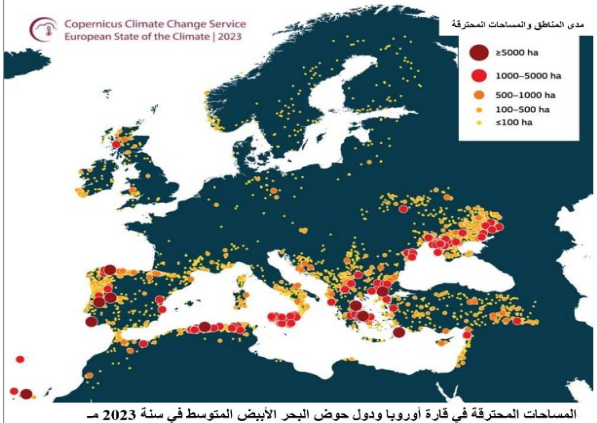 Copernicus Climate Change Service
European State of the Climate | 2023
مدى المناطق والمساحات المحترقة
≥5000 ha
1000–5000 ha
500–1000 ha
100–500 ha
≤100 ha
المساحات المحترقة في قارة أوروبا ودول حوض البحر الأبيض المتوسط في سنة 2023 مـ